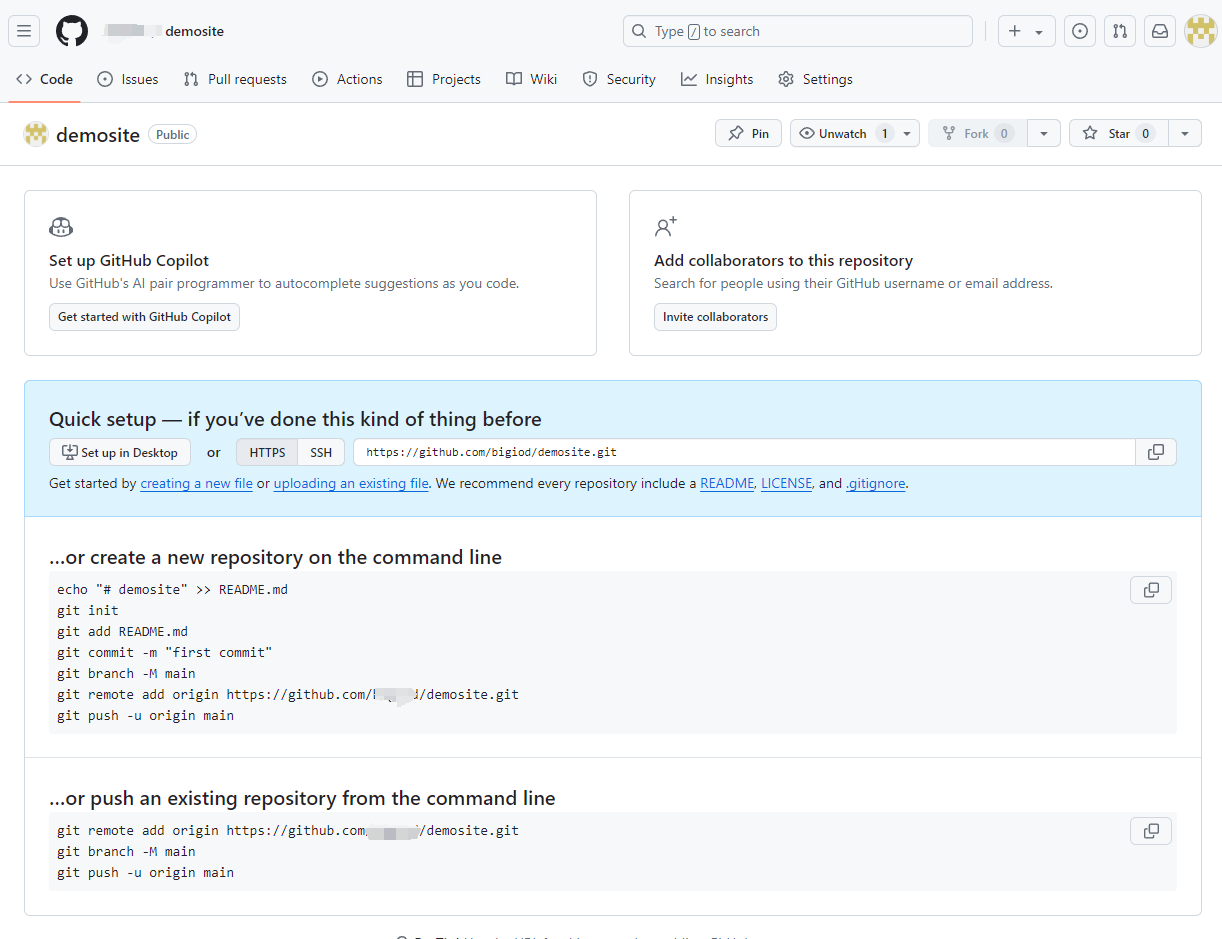 demosite
Type / to search
Code Issues Pull requests Actions Projects Wiki Security Insights Settings
demosite Public
Pin Unwatch 1 Fork 0 Star 0
Set up GitHub Copilot
Use GitHub's AI pair programmer to autocomplete suggestions as you code.
Get started with GitHub Copilot
Add collaborators to this repository
Search for people using their GitHub username or email address.
Invite collaborators
Quick setup — if you’ve done this kind of thing before
Set up in Desktop or HTTPS SSH https://github.com/bigiod/demosite.git
Get started by creating a new file or uploading an existing file. We recommend every repository include a README, LICENSE, and .gitignore.
…or create a new repository on the command line
echo "# demosite" >> README.md
git init
git add README.md
git commit -m "first commit"
git branch -M main
git remote add origin https://github.com/ /demosite.git
git push -u origin main
…or push an existing repository from the command line
git remote add origin https://github.com /demosite.git
git branch -M main
git push -u origin main